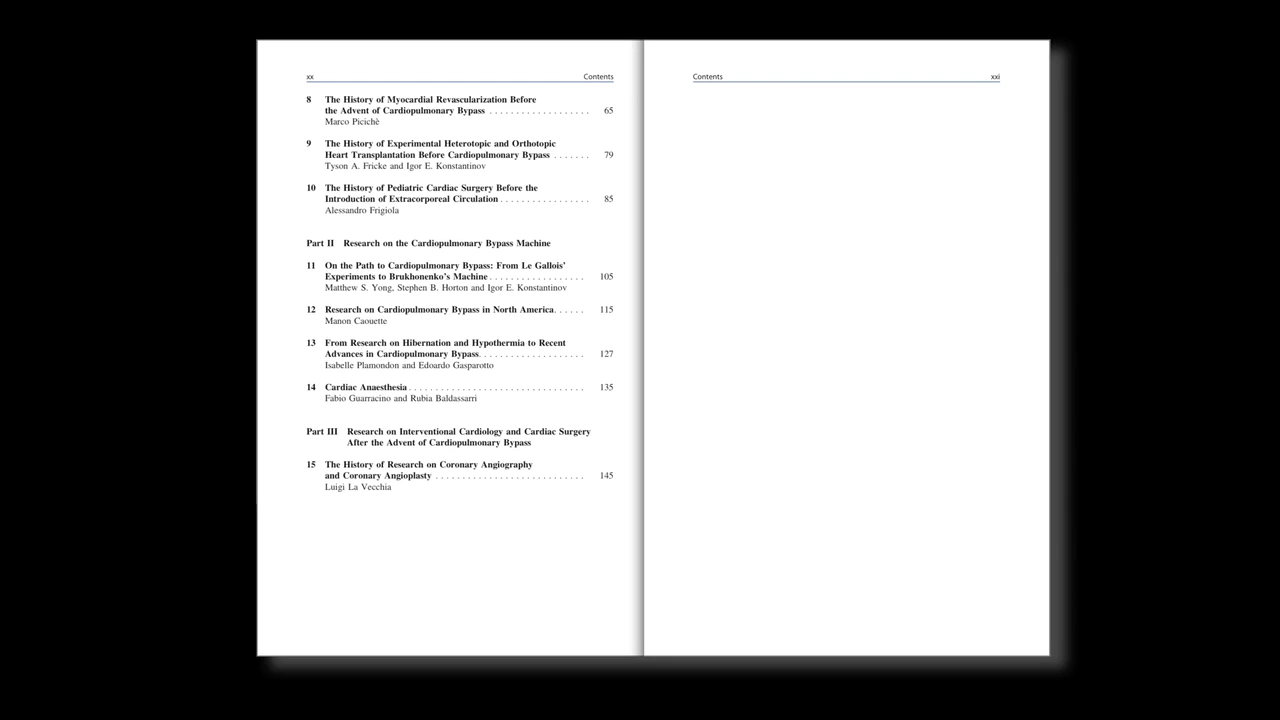 xx Contents
8 The History of Myocardial Revascularization Before
the Advent of Cardiopulmonary Bypass . . . . . . . . . . . . . . . . . . . 65
Marco Picichè
9 The History of Experimental Heterotopic and Orthotopic
Heart Transplantation Before Cardiopulmonary Bypass . . . . . . . 79
Tyson A. Fricke and Igor E. Konstantinov
10 The History of Pediatric Cardiac Surgery Before the
Introduction of Extracorporeal Circulation . . . . . . . . . . . . . . . . . 85
Alessandro Frigiola
Part II Research on the Cardiopulmonary Bypass Machine
11 On the Path to Cardiopulmonary Bypass: From Le Gallois’
Experiments to Brukhonenko’s Machine . . . . . . . . . . . . . . . . . . 105
Matthew S. Yong, Stephen B. Horton and Igor E. Konstantinov
12 Research on Cardiopulmonary Bypass in North America. . . . . . 115
Manon Caouette
13 From Research on Hibernation and Hypothermia to Recent
Advances in Cardiopulmonary Bypass. . . . . . . . . . . . . . . . . . . . 127
Isabelle Plamondon and Edoardo Gasparotto
14 Cardiac Anaesthesia . . . . . . . . . . . . . . . . . . . . . . . . . . . . . . . . . 135
Fabio Guarracino and Rubia Baldassarri
Part III Research on Interventional Cardiology and Cardiac Surgery
After the Advent of Cardiopulmonary Bypass
15 The History of Research on Coronary Angiography
and Coronary Angioplasty . . . . . . . . . . . . . . . . . . . . . . . . . . . . 145
Luigi La Vecchia
Contents xxi